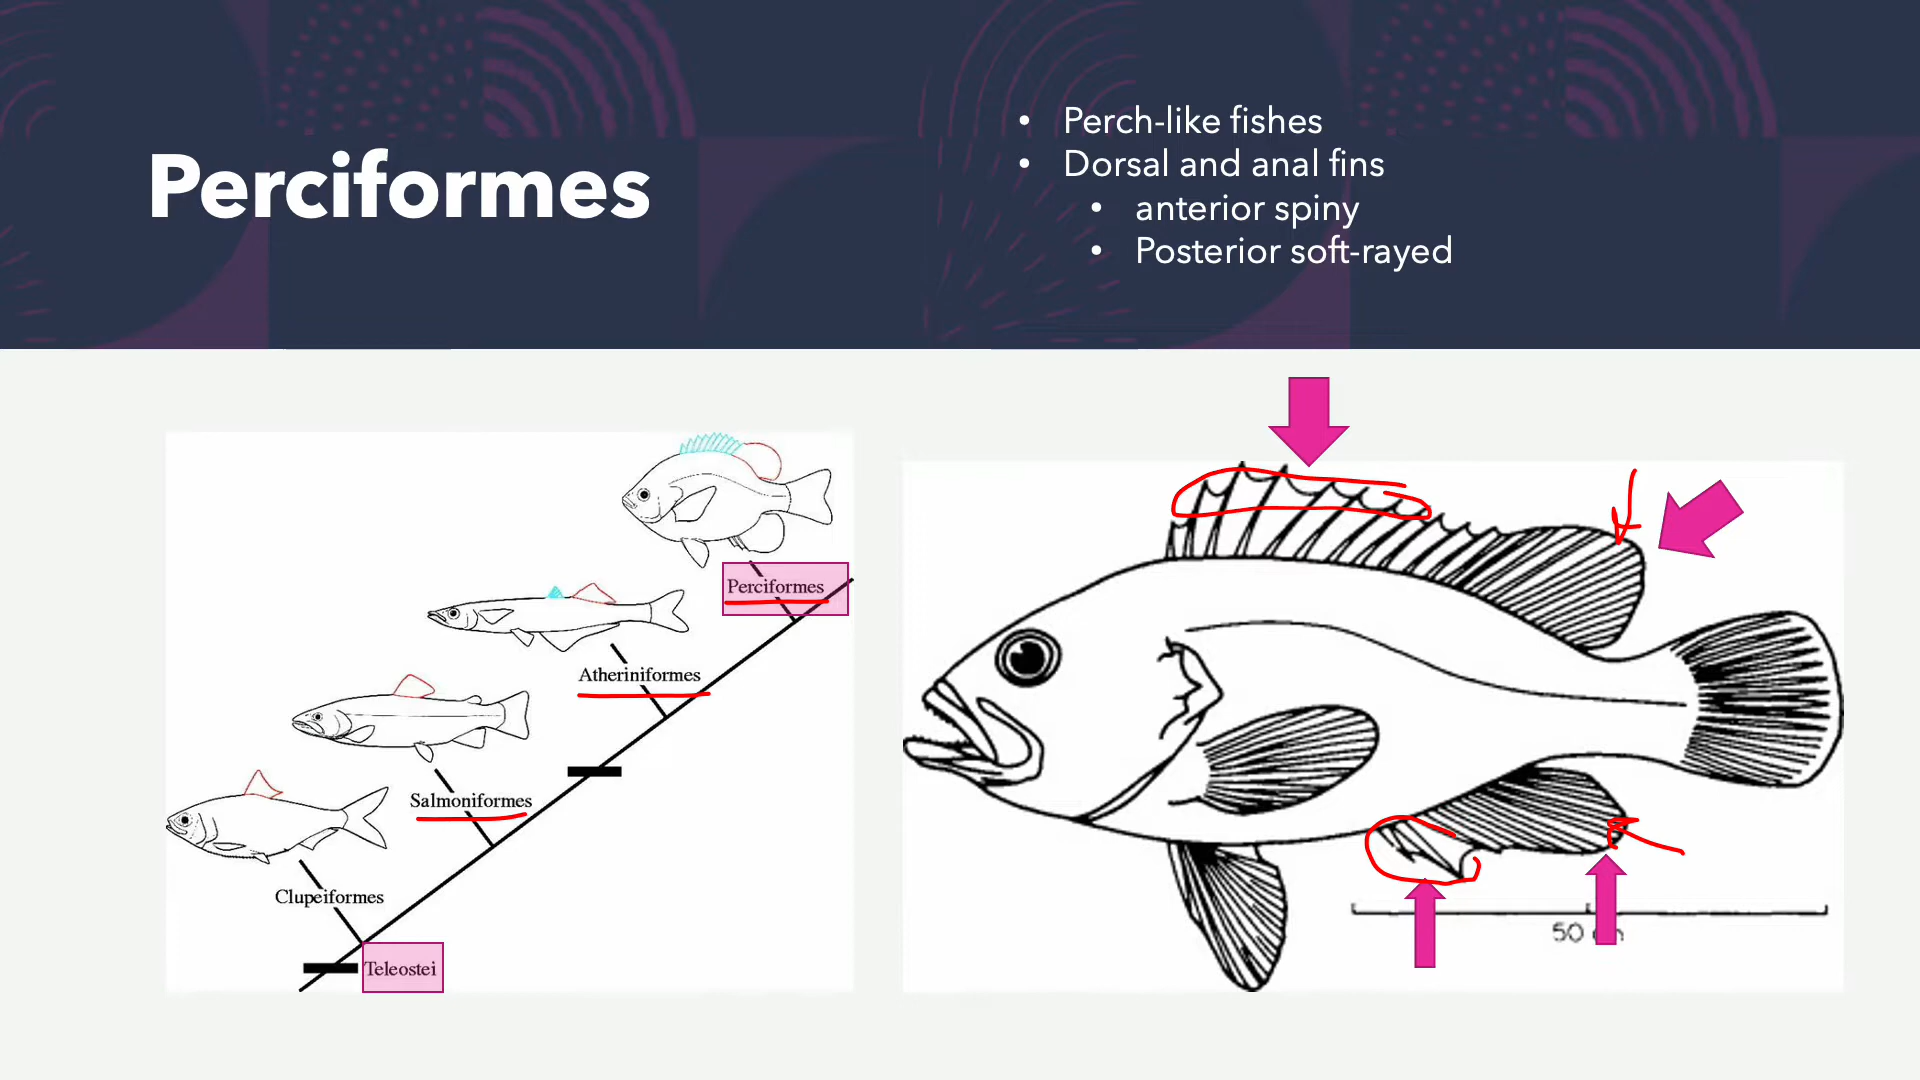 Perciformes
• Perch-like fishes
• Dorsal and anal fins
• anterior spiny
• Posterior soft-rayed
Perciformes
Atheriniformes
Salmoniformes
Clupeiformes
Teleostei
50